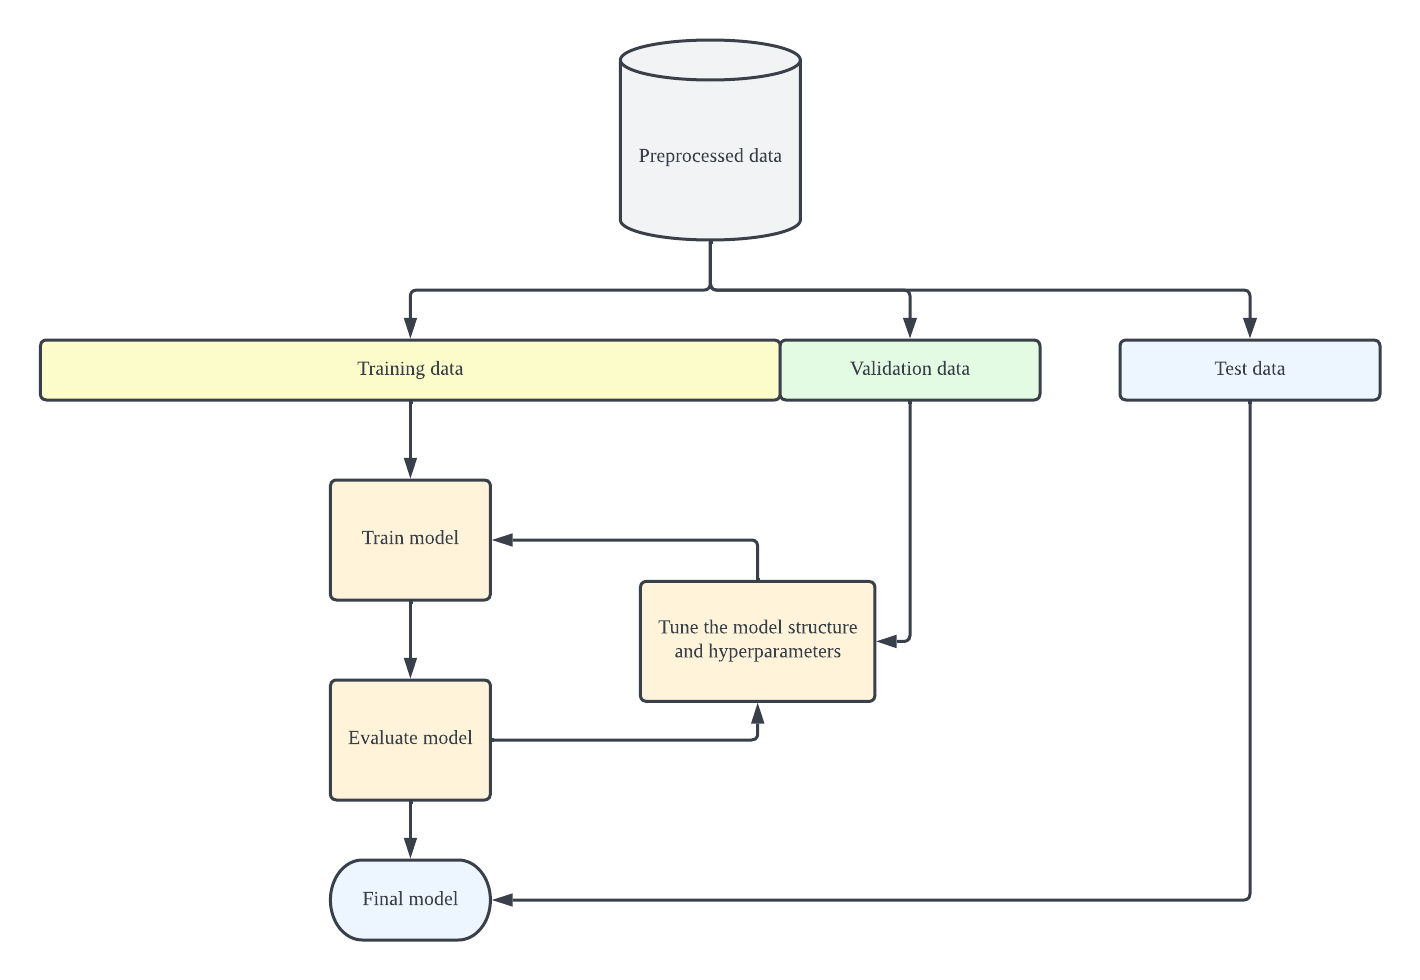 Preprocessed data
Training data
Validation data
Test data
Train model
Tune the model structure
and hyperparameters
Evaluate model
Final model